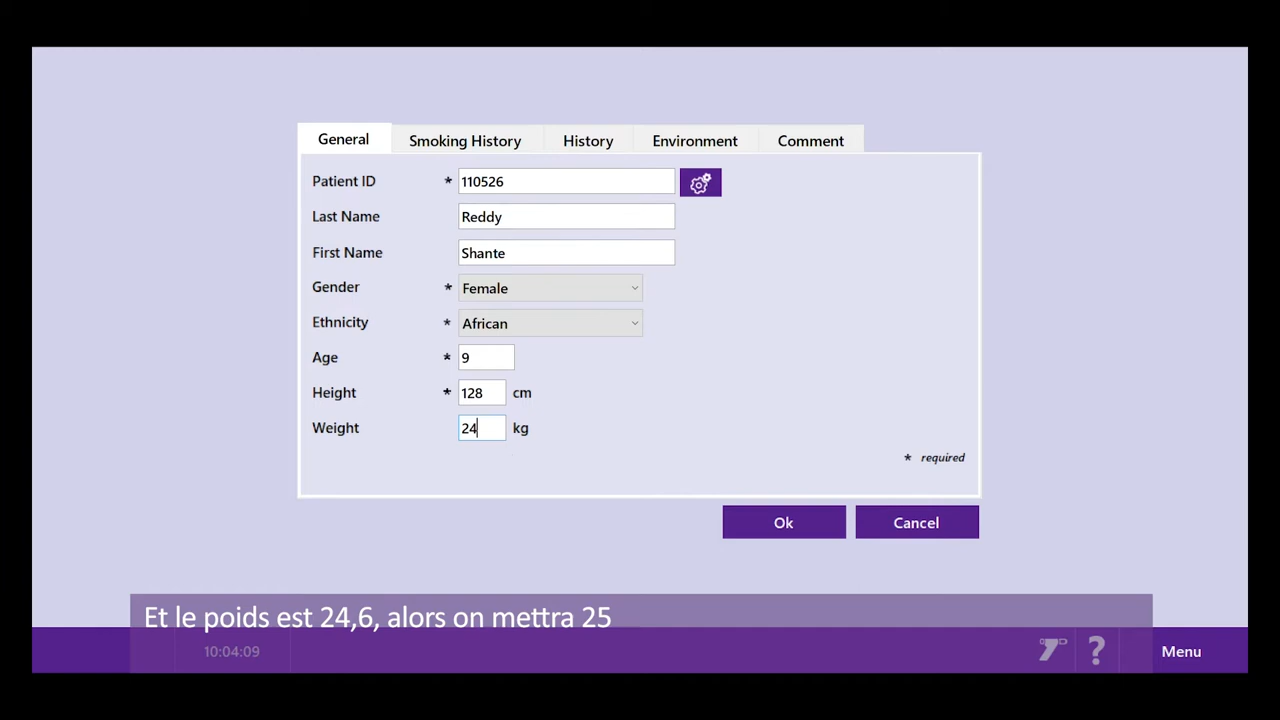 General Smoking History History Environment Comment
Patient ID * 110526
Last Name Reddy
First Name Shante
Gender * Female
Ethnicity * African
Age * 9
Height * 128 cm
Weight 24 kg
* required
Ok Cancel
Et le poids est 24,6, alors on mettra 25
10:04:09 ? Menu